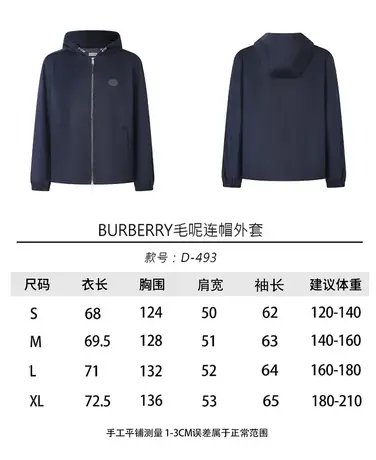 BURBERRY毛呢连帽外套
款号：D-493
尺码 衣长 胸围 肩宽 袖长 建议体重
S 68 124 50 62 120-140
M 69.5 128 51 63 140-160
L 71 132 52 64 160-180
XL 72.5 136 53 65 180-210
手工平铺测量 1-3CM误差属于正常范围